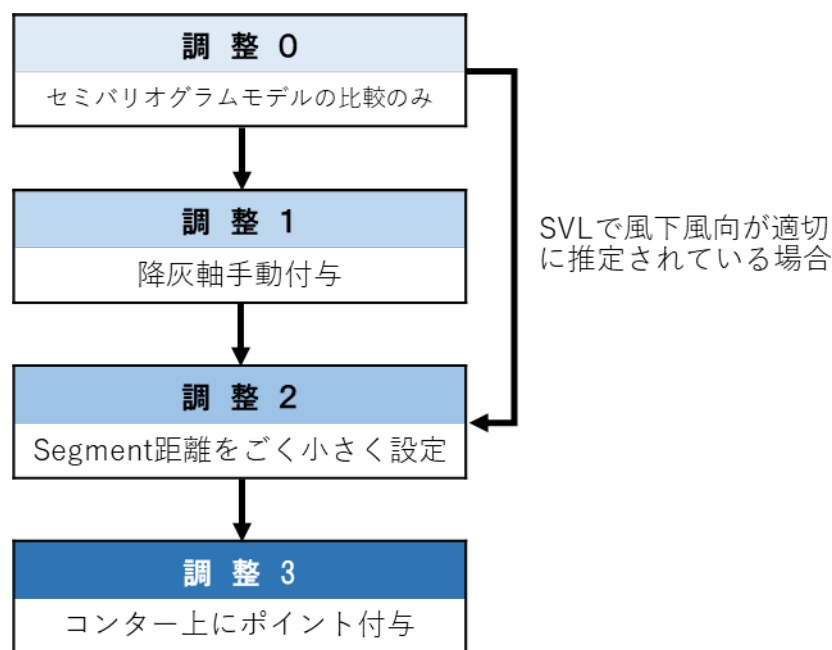 調 整 0
セミバリオグラムモデルの比較のみ
調 整 1
降灰軸手動付与
SVLで風下風向が適切
に推定されている場合
調 整 2
Segment距離をごく小さく設定
調 整 3
コンター上にポイント付与